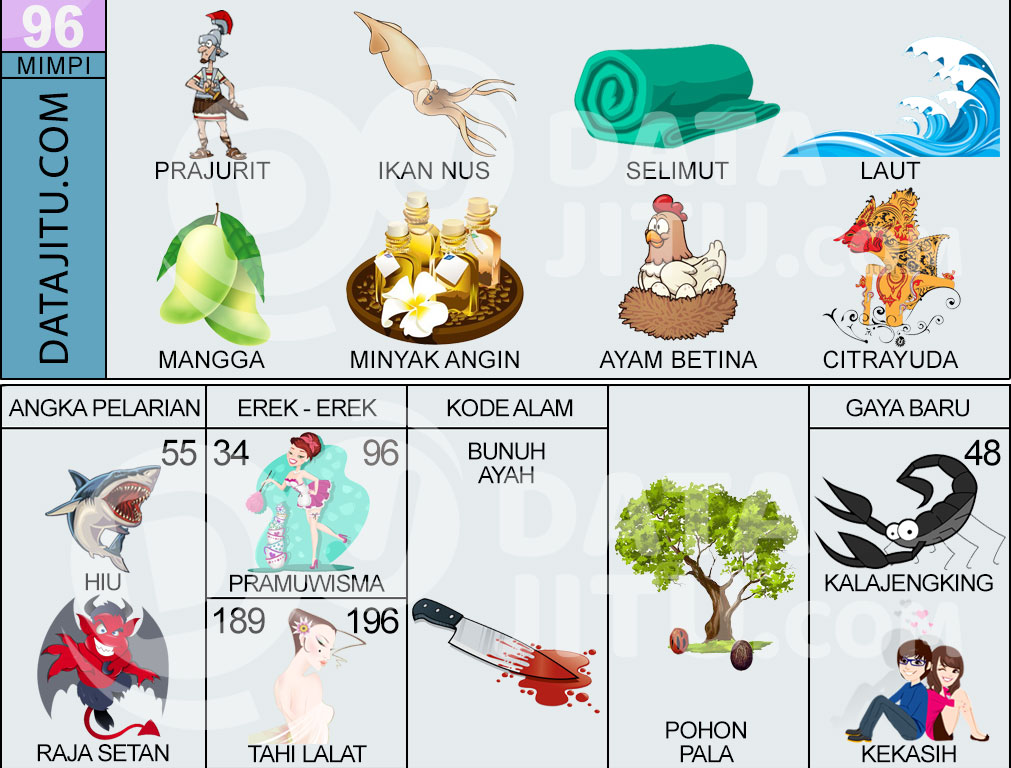 96
MIMPI
DATAJITU.COM
PRAJURIT
IKAN NUS
SELIMUT
LAUT
MANGGA
MINYAK ANGIN
AYAM BETINA
CITRAYUDA
DATA
JITU.com
ANGKA PELARIAN
EREK - EREK
KODE ALAM
GAYA BARU
55
HIU
RAJA SETAN
34
96
PRAMUWISMA
189
196
TAHI LALAT
BUNUH
AYAH
POHON
PALA
48
KALAJENGKING
KEKASIH
DATA
JITU.com